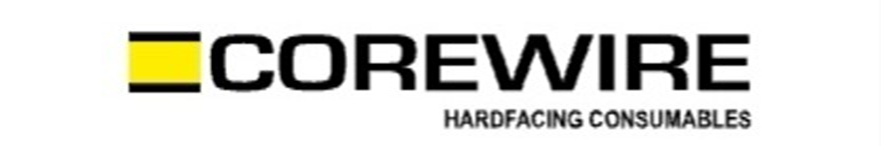 COREWIRE
HARDFACING CONSUMABLES